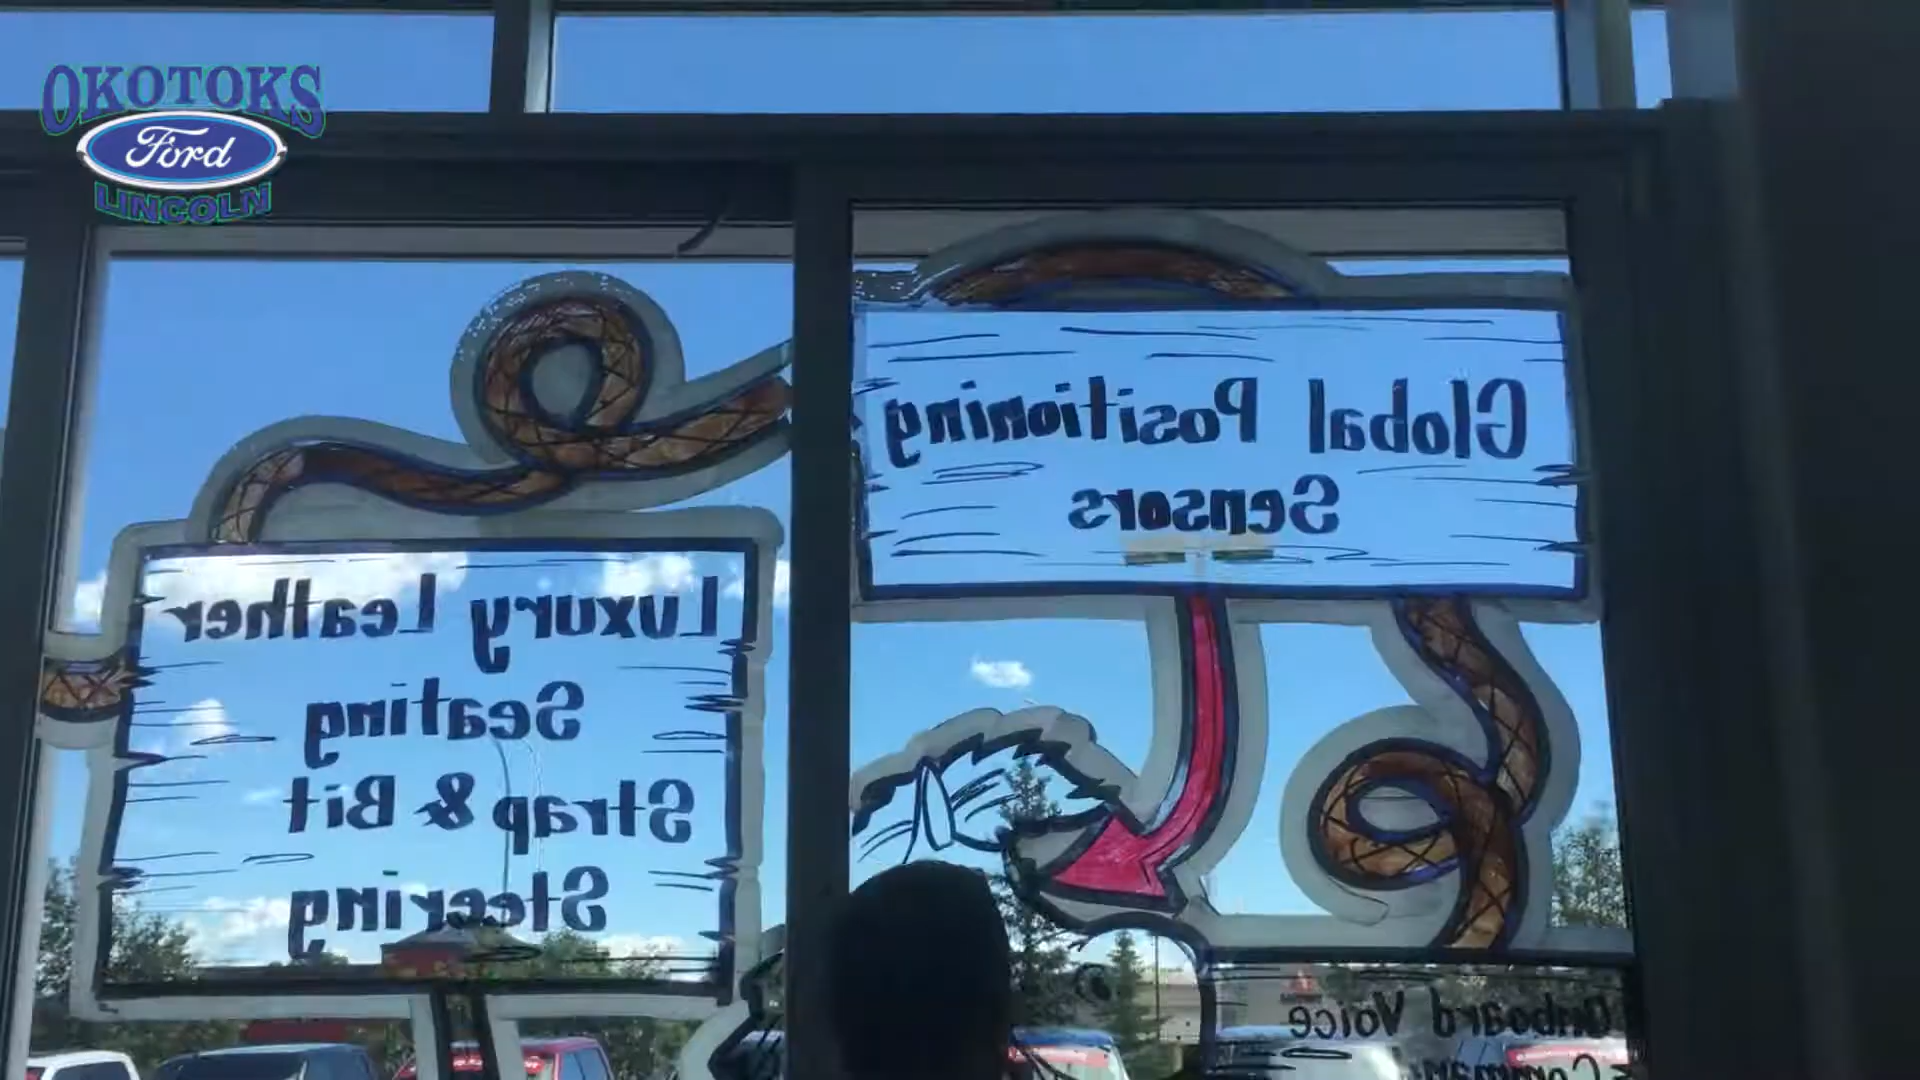 OKOTOKS
Ford
LINCOLN
Global Positioning
Sensors
Luxury Leather
Seating
Strap & Bit
Steering
Onboard Voice